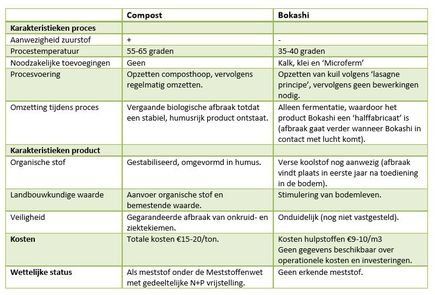 Compost Bokashi
Karakteristieken proces
Aanwezigheid zuurstof + -
Procestemperatuur 55-65 graden 35-40 graden
Noodzakelijke toevoegingen Geen Kalk, klei en ‘Microferm’
Procesvoering Opzetten composthoop, vervolgens Opzetten van kuil volgens ‘lasagne
regelmatig omzetten. principe’, vervolgens geen bewerkingen
nodig.
Omzetting tijdens proces Vergaande biologische afbraak totdat Alleen fermentatie, waardoor het
een stabiel, humusrijk product ontstaat. product Bokashi een ‘halffabricaat’ is
(afbraak gaat verder wanneer Bokashi in
contact met lucht komt).
Karakteristieken product
Organische stof Gestabiliseerd, omgevormd in humus. Verse koolstof nog aanwezig (afbraak
vindt plaats in eerste jaar na toediening
in de bodem).
Landbouwkundige waarde Aanvoer organische stof en Stimulering van bodemleven.
bemestende waarde.
Veiligheid Gegarandeerde afbraak van onkruid- en Onduidelijk (nog niet vastgesteld).
ziektekiemen.
Kosten Totale kosten €15-20/ton. Kosten hulpstoffen €9-10/m3
Geen gegevens beschikbaar over
operationele kosten en investeringen.
Wettelijke status Als meststof onder de Meststoffenwet Geen erkende meststof.
met gedeeltelijke N+P vrijstelling.